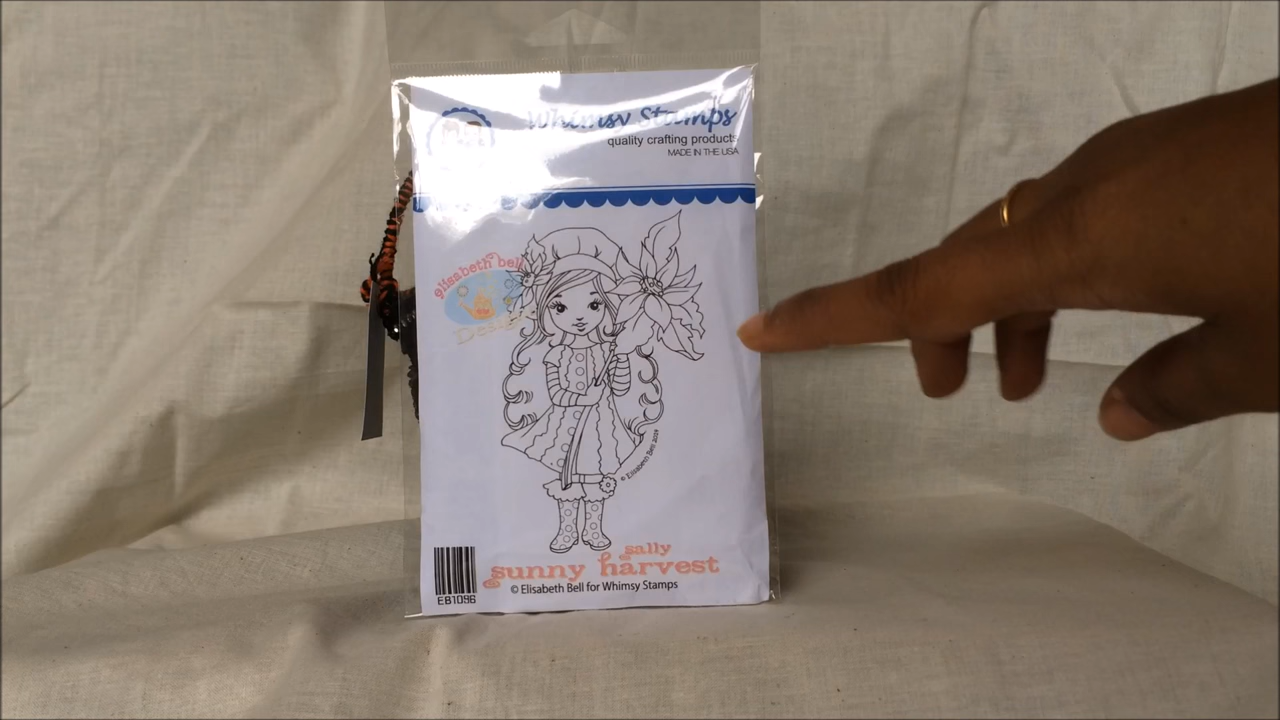 Whimsy Stamps
quality crafting products
MADE IN THE USA
elisabeth bell
Designs
© Elisabeth Bell 2014
sally
sunny harvest
© Elisabeth Bell for Whimsy Stamps
EB1096